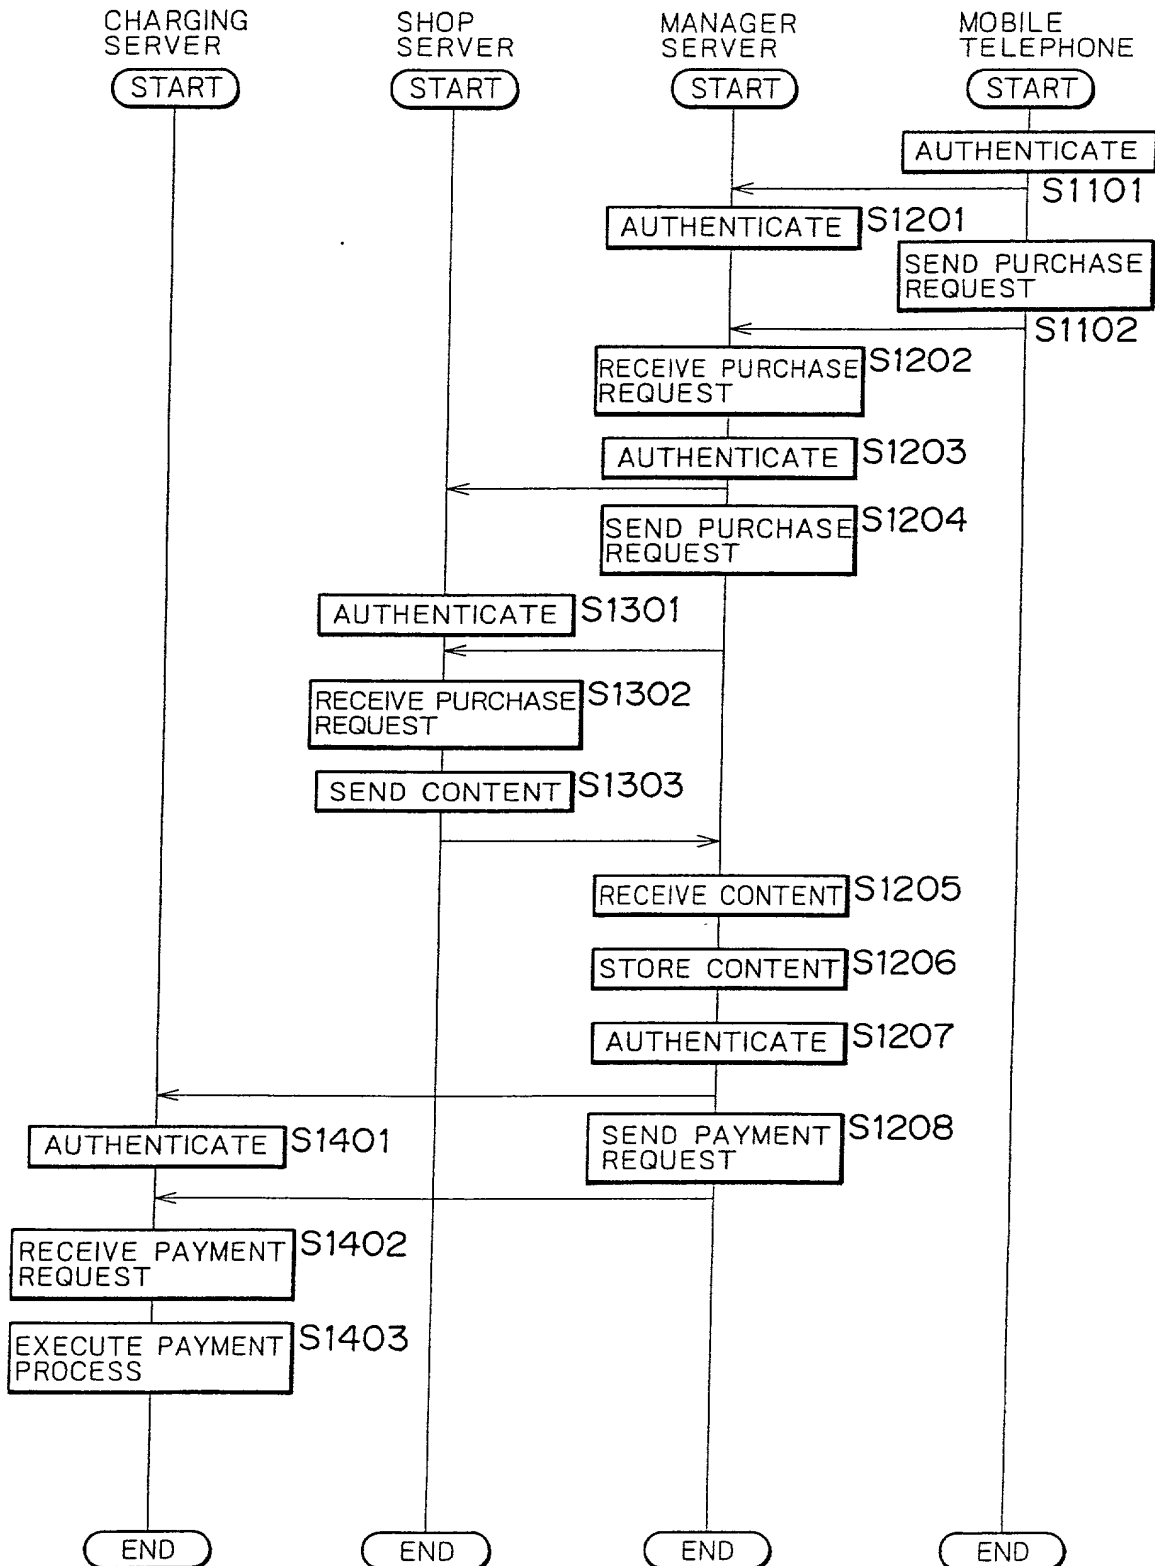 CHARGING
SERVER
SHOP
SERVER
MANAGER
SERVER
MOBILE
TELEPHONE
START
START
START
START
AUTHENTICATE
S1101
AUTHENTICATE
S1201
SEND PURCHASE
REQUEST
S1102
RECEIVE PURCHASE
REQUEST
S1202
AUTHENTICATE
S1203
SEND PURCHASE
REQUEST
S1204
AUTHENTICATE
S1301
RECEIVE PURCHASE
REQUEST
S1302
SEND CONTENT
S1303
RECEIVE CONTENT
S1205
STORE CONTENT
S1206
AUTHENTICATE
S1207
AUTHENTICATE
S1401
SEND PAYMENT
REQUEST
S1208
RECEIVE PAYMENT
REQUEST
S1402
EXECUTE PAYMENT
PROCESS
S1403
END
END
END
END